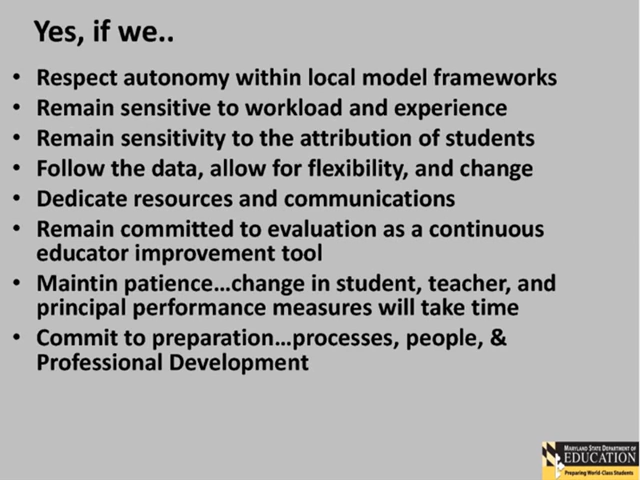 Yes, if we..
• Respect autonomy within local model frameworks
• Remain sensitive to workload and experience
• Remain sensitivity to the attribution of students
• Follow the data, allow for flexibility, and change
• Dedicate resources and communications
• Remain committed to evaluation as a continuous
educator improvement tool
• Maintin patience…change in student, teacher, and
principal performance measures will take time
• Commit to preparation…processes, people, &
Professional Development
MARYLAND STATE DEPARTMENT OF
EDUCATION
Preparing World-Class Students